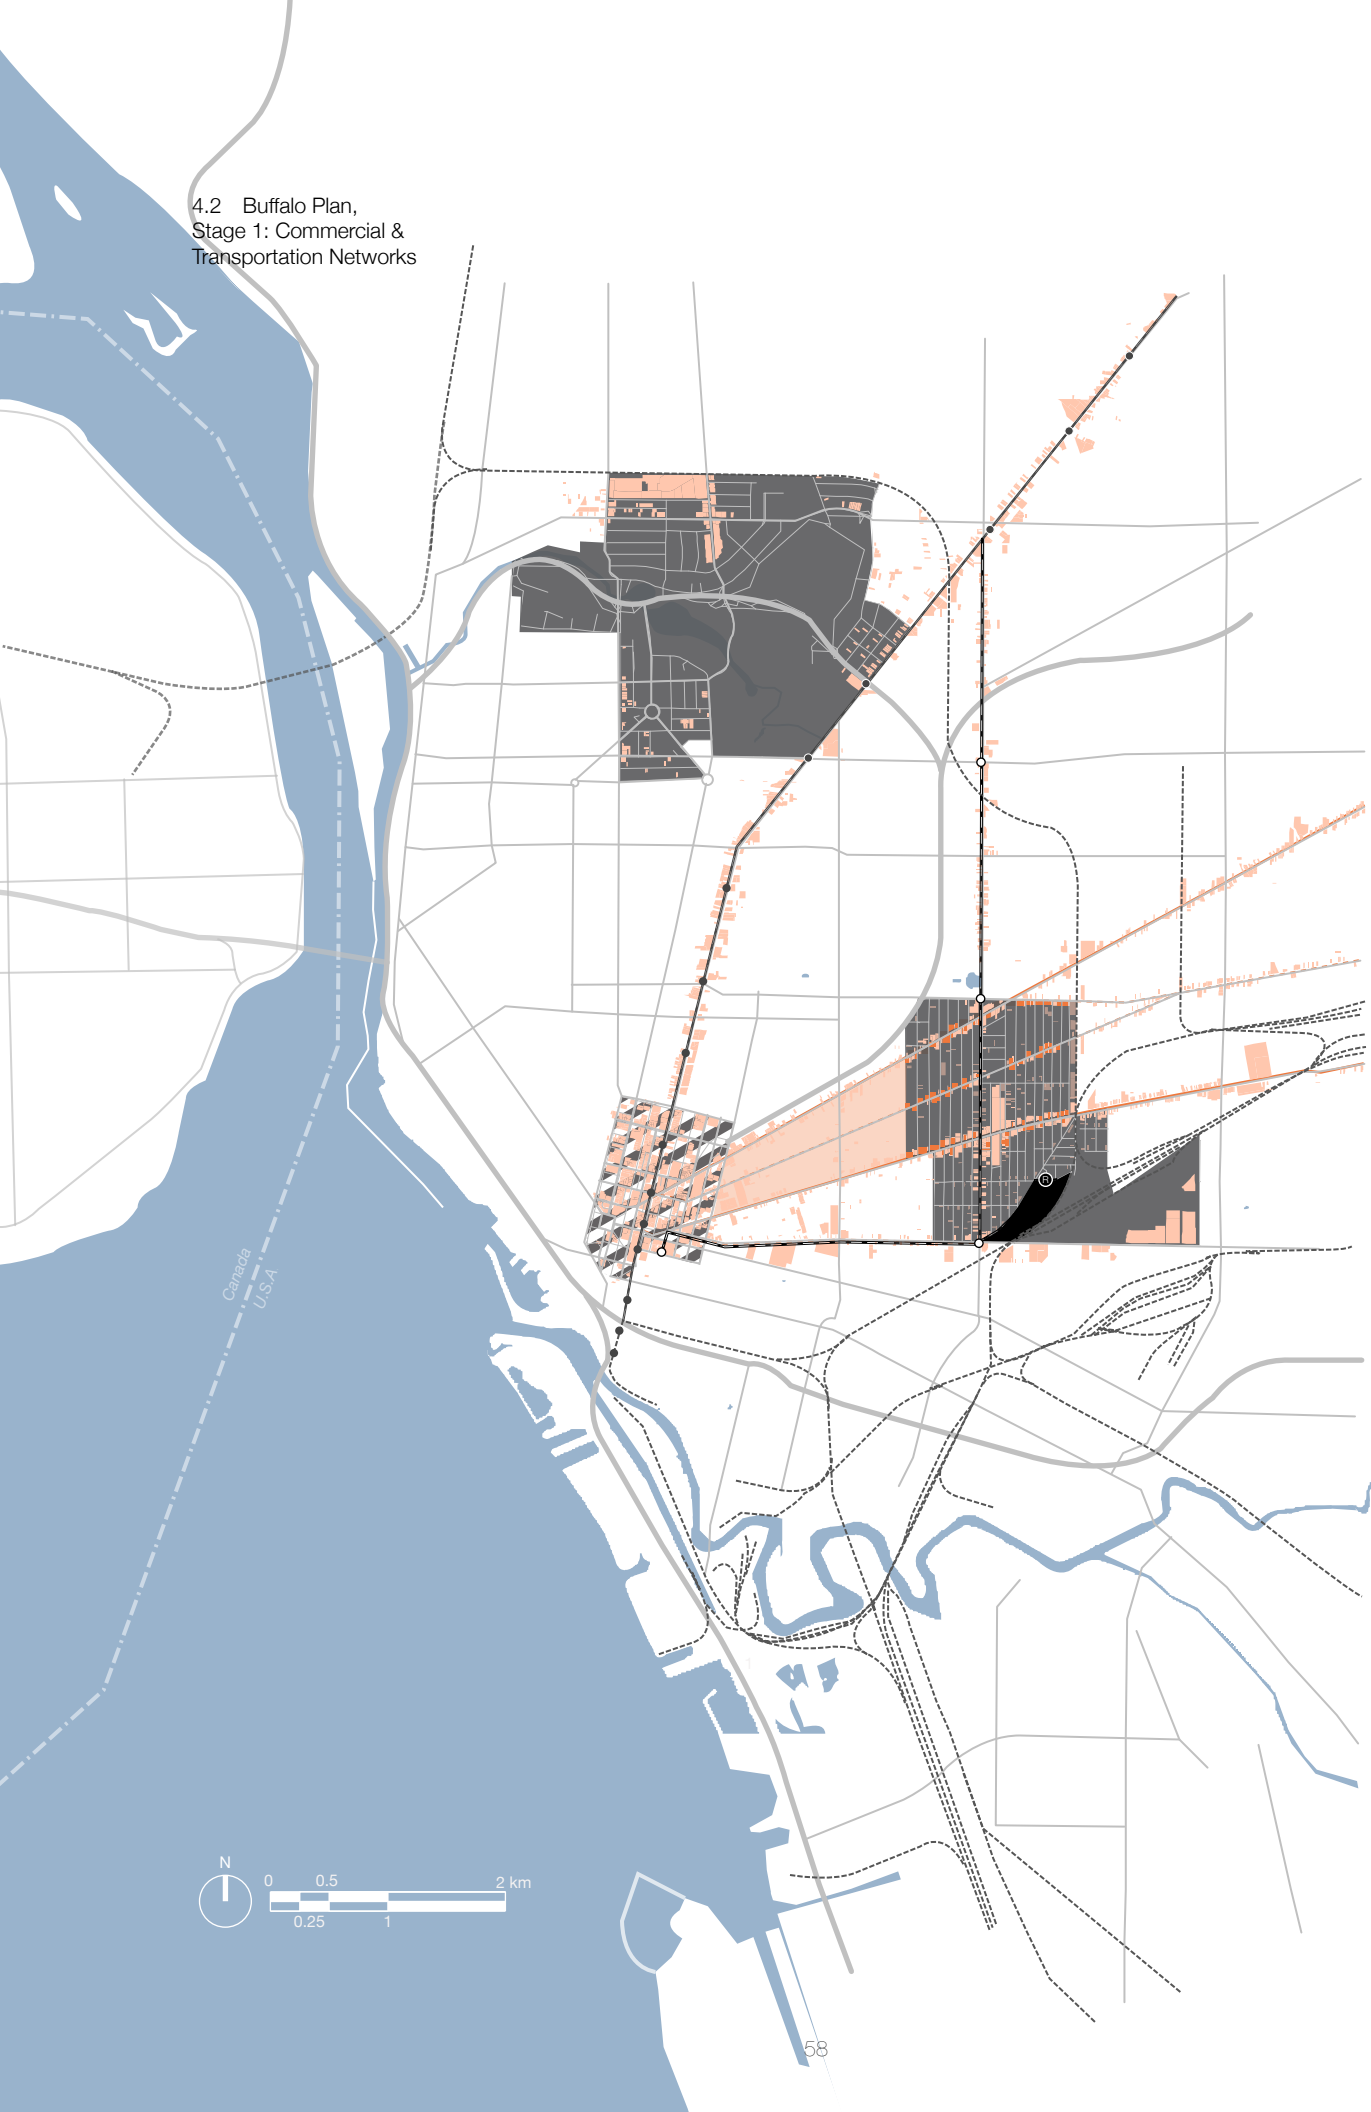 4.2 Buffalo Plan,
Stage 1: Commercial &
Transportation Networks
R
Canada
U.S.A
N
0 0.5 2 km
0.25 1
58